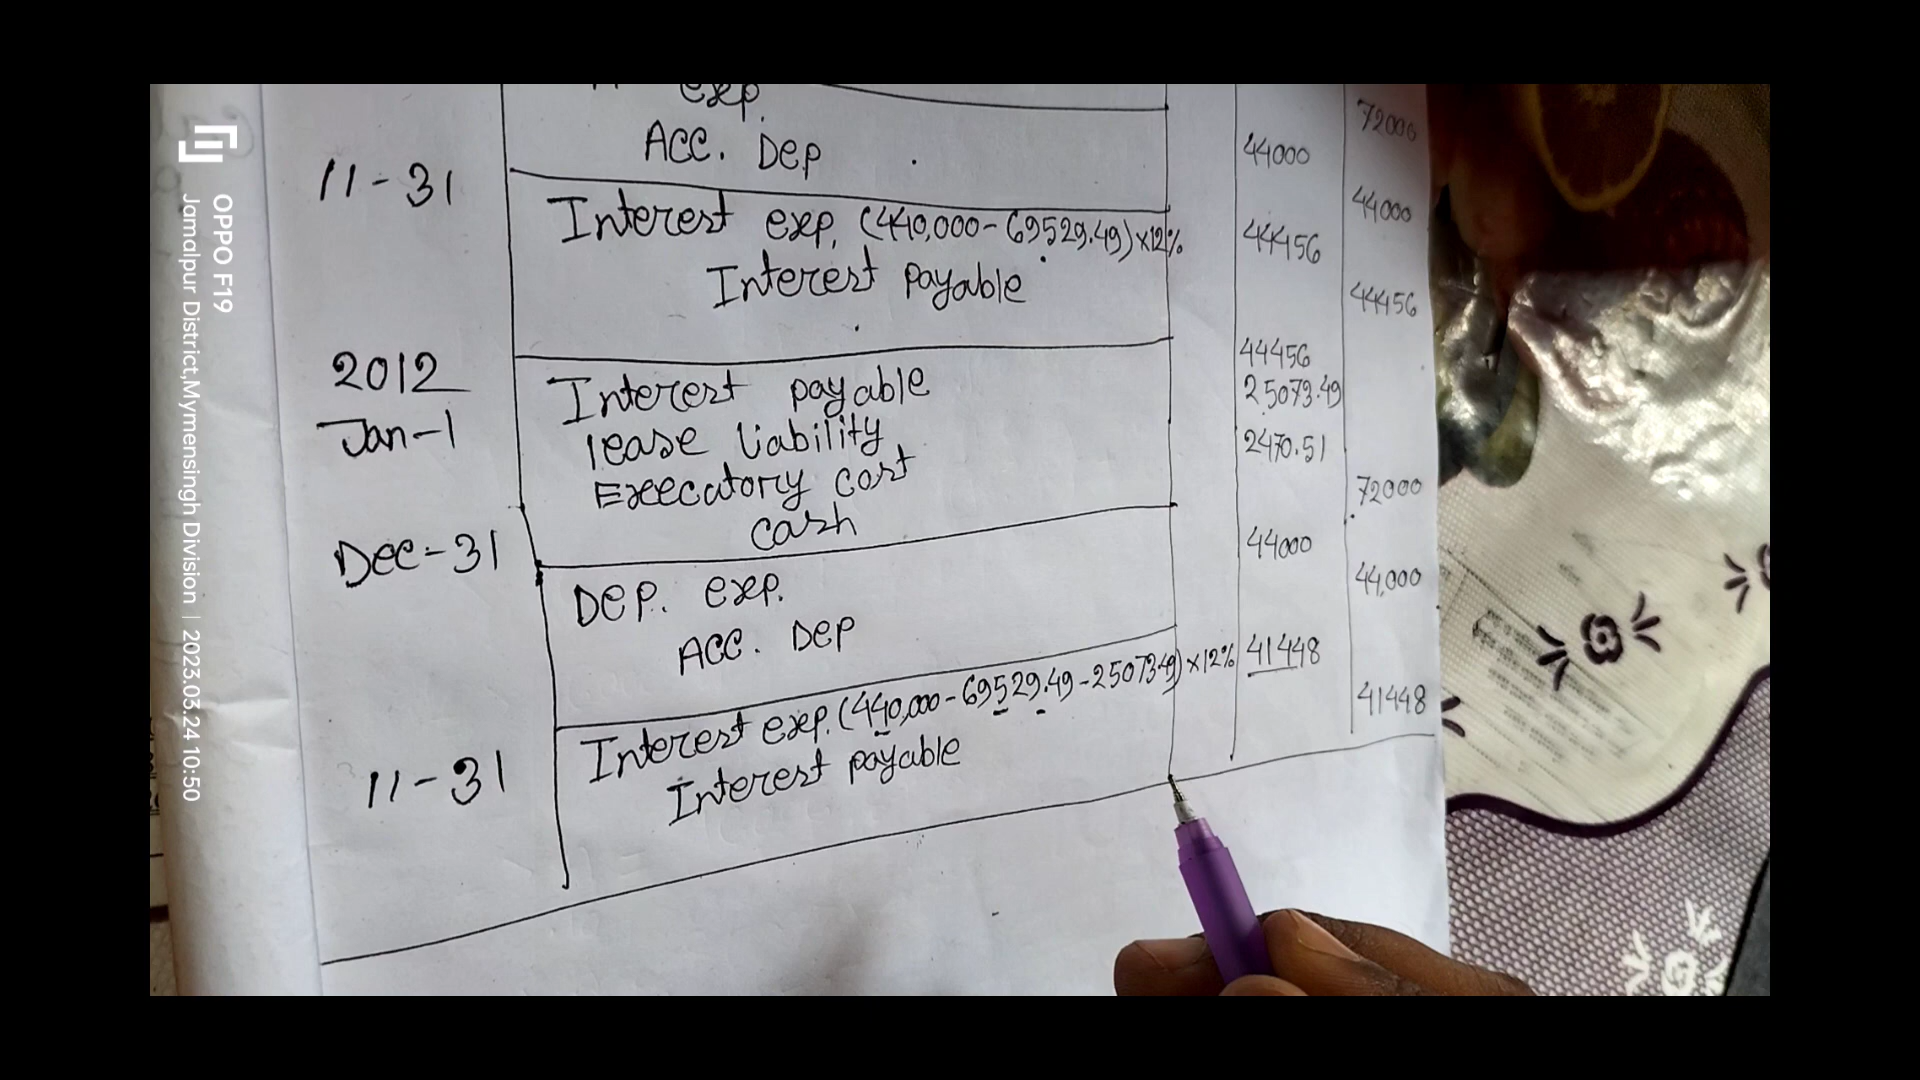 exp.
72000
ACC. Dep
44000
11-31
44000
Interest exp. (440,000-69529.49)×12%
44456
Interest payable
44456
2012
Jan-1
Interest payable
44456
lease liability
25073.49
Executory cost
2470.51
cash
72000
Dec-31
Dep. exp.
44000
ACC. Dep
44,000
11-31
Interest exp. (440,000-69529.49-25073.49)×12%
41448
Interest payable
41448
OPPO F19
Jamalpur District,Mymensingh Division | 2023.03.24 10:50